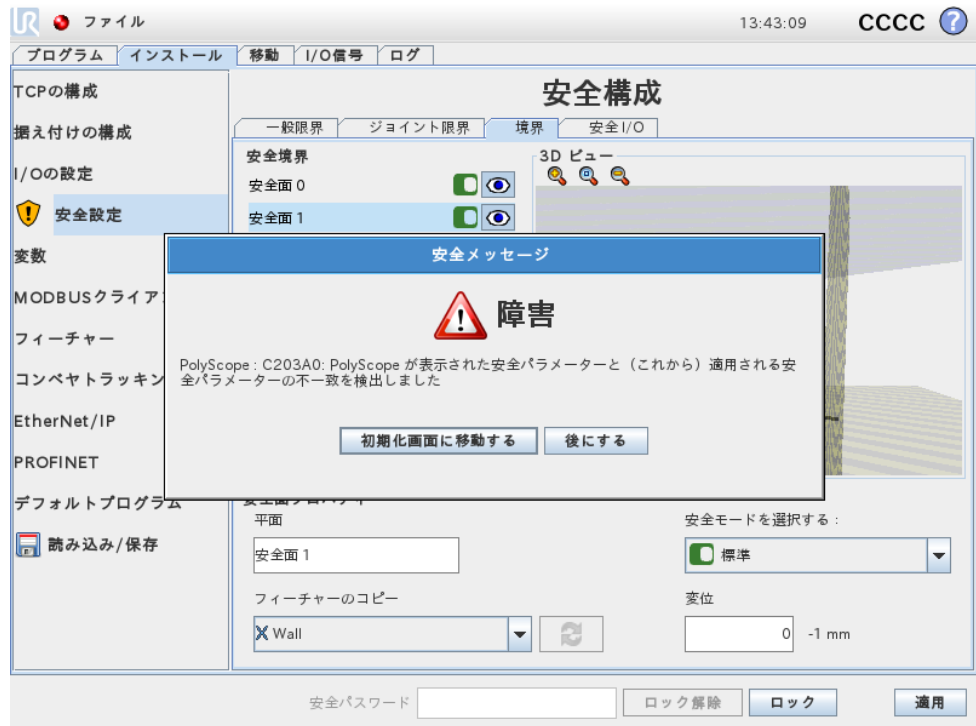 UR ファイル 13:43:09 CCCC ?
プログラム インストール 移動 I/O信号 ログ
TCPの構成
据え付けの構成
I/Oの設定
安全設定
変数
MODBUSクライア
フィーチャー
コンベヤトラッキン
EtherNet/IP
PROFINET
デフォルトプログラム
読み込み/保存
安全構成
一般限界 ジョイント限界 境界 安全I/O
安全境界
安全面 0
安全面 1
3D ビュー
安全メッセージ
障害
PolyScope : C203A0: PolyScope が表示された安全パラメーターと（これから）適用される安
全パラメーターの不一致を検出しました
初期化画面に移動する 後にする
平面
安全面 1
安全モードを選択する :
標準
フィーチャーのコピー
Wall
変位
0 -1 mm
安全パスワード ロック解除 ロック 適用